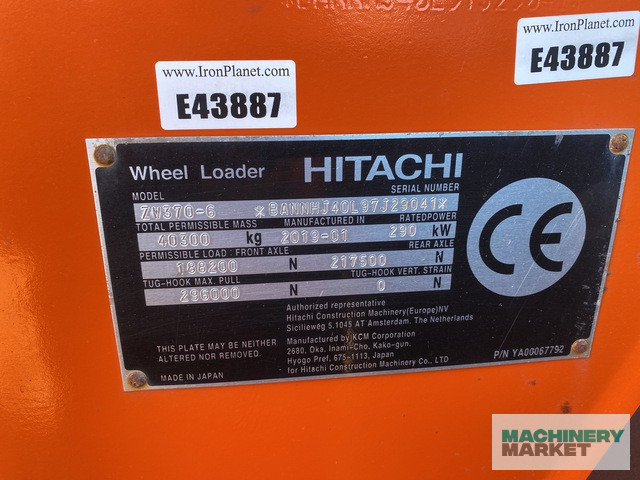 www.IronPlanet.com
E43887
www.IronPlanet.com
E43887
Wheel Loader HITACHI
MODEL SERIAL NUMBER
ZW370-6
TOTAL PERMISSIBLE MASS MANUFACTURED IN RATEDPOWER
40300 kg 2019-01 290 kW
PERMISSIBLE LOAD: FRONT AXLE REAR AXLE
188200 N 217500 N
TUG-HOOK MAX. PULL TUG-HOOK VERT. STRAIN
296000 N 0 N
Authorized representative
Hitachi Construction Machinery(Europe)NV
Sicilieweg 5.1045 AT Amsterdam. The Netherlands
THIS PLATE MAY BE NEITHER
ALTERED NOR REMOVED.
Manufactured by KCM Corporation
2680, Oka. Inami-Cho, Kako-gun.
Hyogo Pref, 675-1113, Japan
for Hitachi Construction Machinery Co., LTD
MADE IN JAPAN
P/N YA00067792
CE
MACHINERY
MARKET